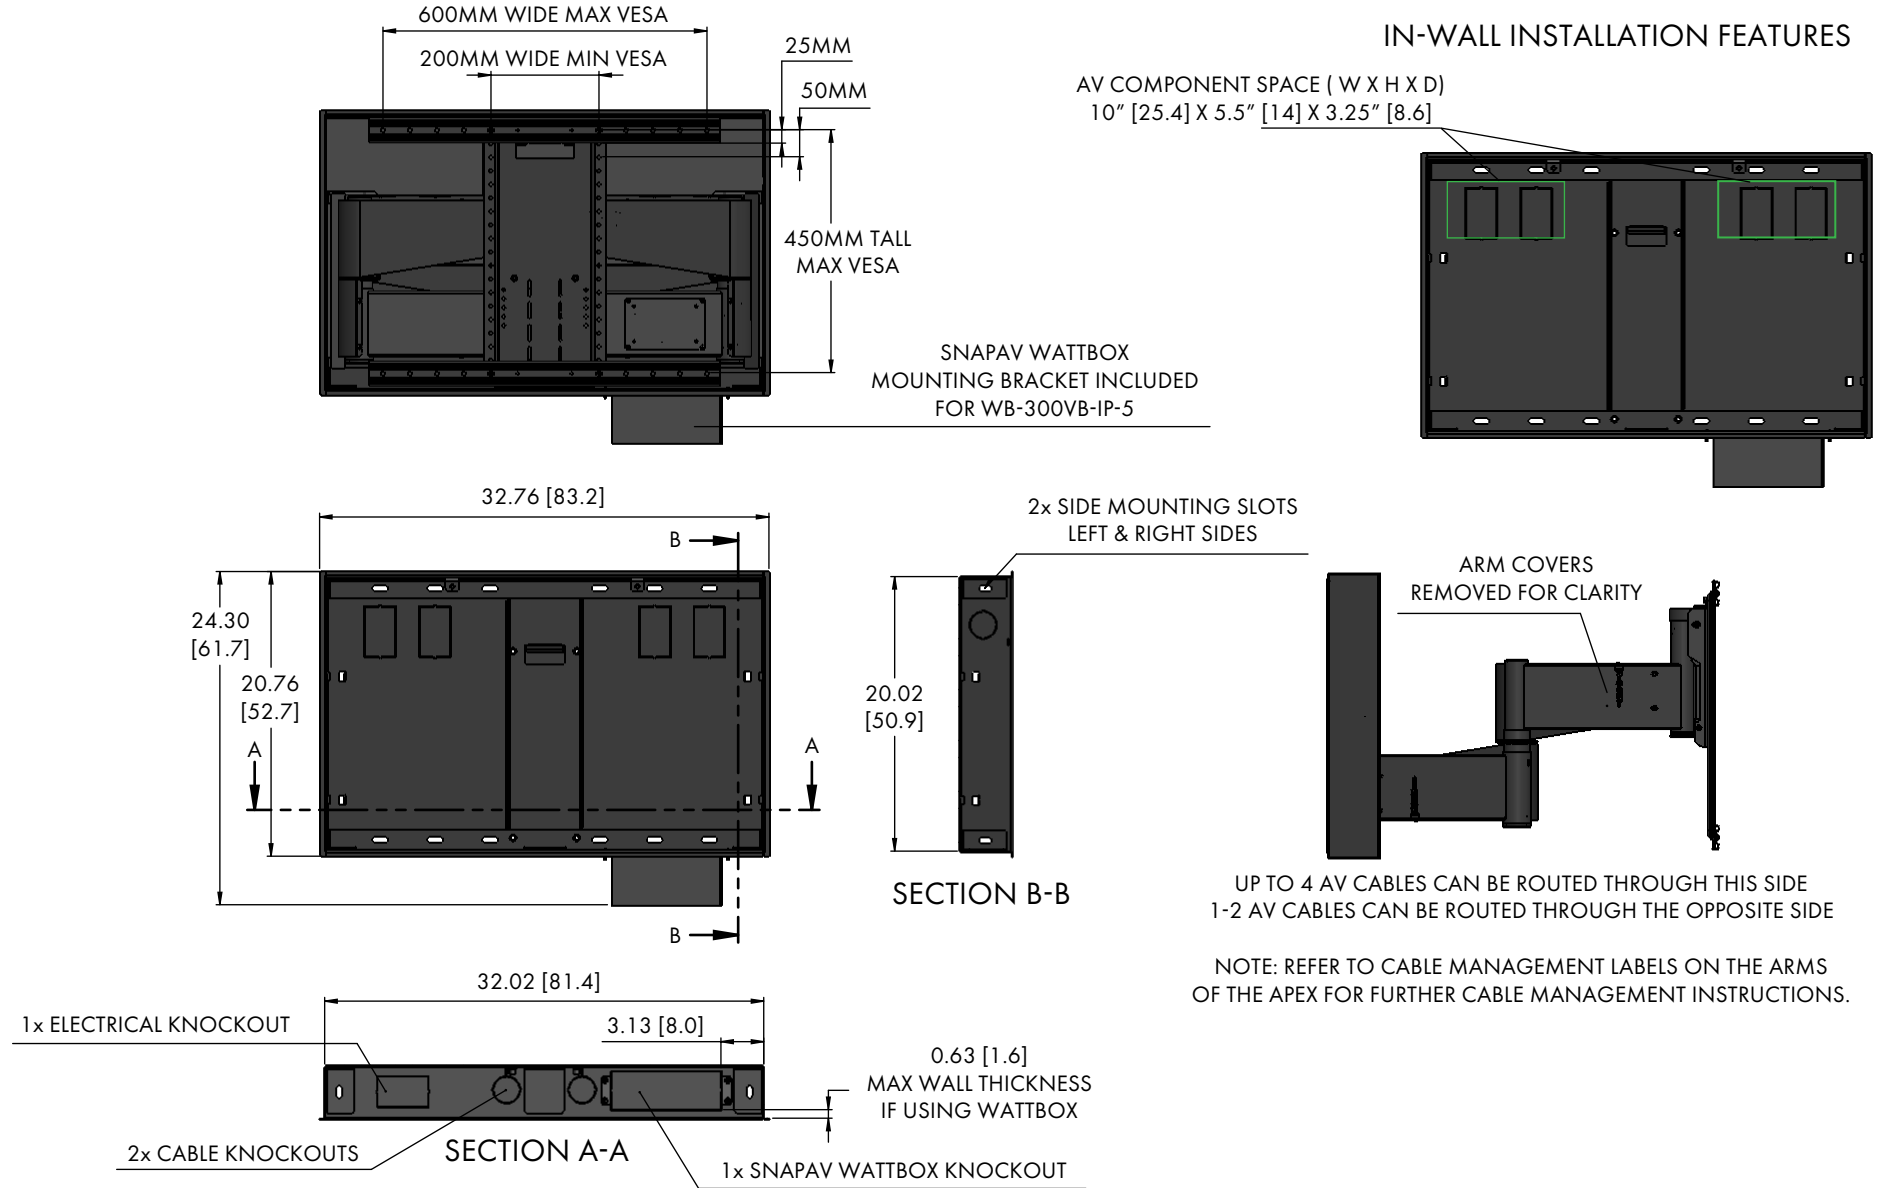 600MM WIDE MAX VESA
200MM WIDE MIN VESA
25MM
50MM
450MM TALL
MAX VESA
SNAPAV WATTBOX
MOUNTING BRACKET INCLUDED
FOR WB-300VB-IP-5
IN-WALL INSTALLATION FEATURES
AV COMPONENT SPACE ( W X H X D)
10" [25.4] X 5.5" [14] X 3.25" [8.6]
32.76 [83.2]
B
24.30
[61.7]
20.76
[52.7]
A
A
B
2x SIDE MOUNTING SLOTS
LEFT & RIGHT SIDES
20.02
[50.9]
SECTION B-B
ARM COVERS
REMOVED FOR CLARITY
UP TO 4 AV CABLES CAN BE ROUTED THROUGH THIS SIDE
1-2 AV CABLES CAN BE ROUTED THROUGH THE OPPOSITE SIDE
NOTE: REFER TO CABLE MANAGEMENT LABELS ON THE ARMS
OF THE APEX FOR FURTHER CABLE MANAGEMENT INSTRUCTIONS.
32.02 [81.4]
1x ELECTRICAL KNOCKOUT
3.13 [8.0]
0.63 [1.6]
MAX WALL THICKNESS
IF USING WATTBOX
2x CABLE KNOCKOUTS
SECTION A-A
1x SNAPAV WATTBOX KNOCKOUT